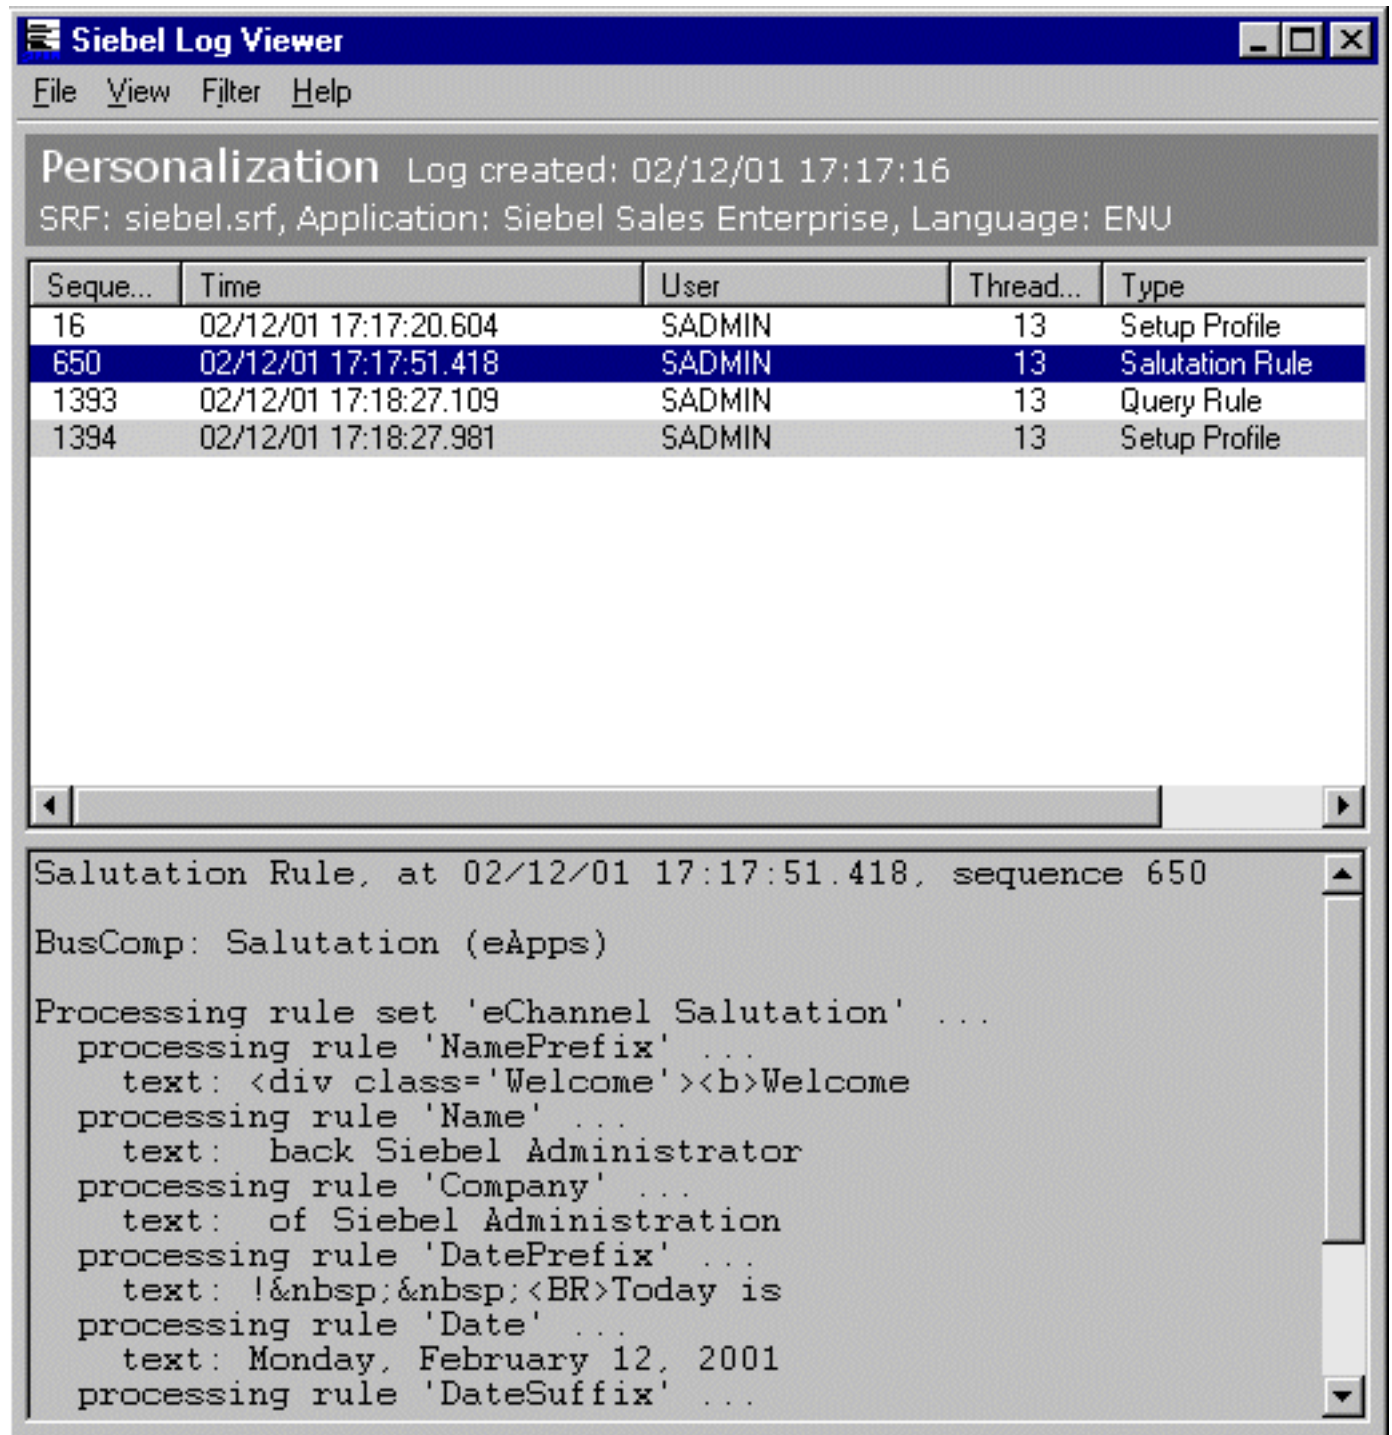 Siebel Log Viewer
File View Filter Help
Personalization Log created: 02/12/01 17:17:16
SRF: siebel.srf, Application: Siebel Sales Enterprise, Language: ENU
Seque... Time User Thread... Type
16 02/12/01 17:17:20.604 SADMIN 13 Setup Profile
650 02/12/01 17:17:51.418 SADMIN 13 Salutation Rule
1393 02/12/01 17:18:27.109 SADMIN 13 Query Rule
1394 02/12/01 17:18:27.981 SADMIN 13 Setup Profile
Salutation Rule, at 02/12/01 17:17:51.418, sequence 650
BusComp: Salutation (eApps)
Processing rule set 'eChannel Salutation' ...
processing rule 'NamePrefix' ...
text: <div class='Welcome'><b>Welcome
processing rule 'Name' ...
text:  back Siebel Administrator
processing rule 'Company' ...
text:  of Siebel Administration
processing rule 'DatePrefix' ...
text: !&nbsp;&nbsp;<BR>Today is
processing rule 'Date' ...
text: Monday, February 12, 2001
processing rule 'DateSuffix' ...